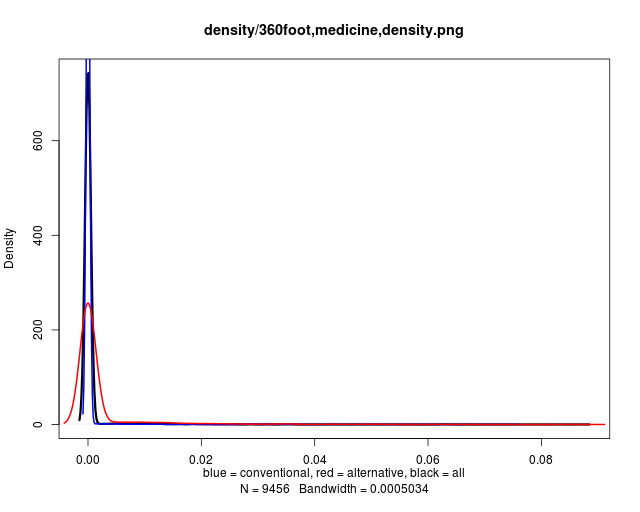 density/360foot,medicine,density.png
Density
600
400
200
0
0.00 0.02 0.04 0.06 0.08
blue = conventional, red = alternative, black = all
N = 9456 Bandwidth = 0.0005034